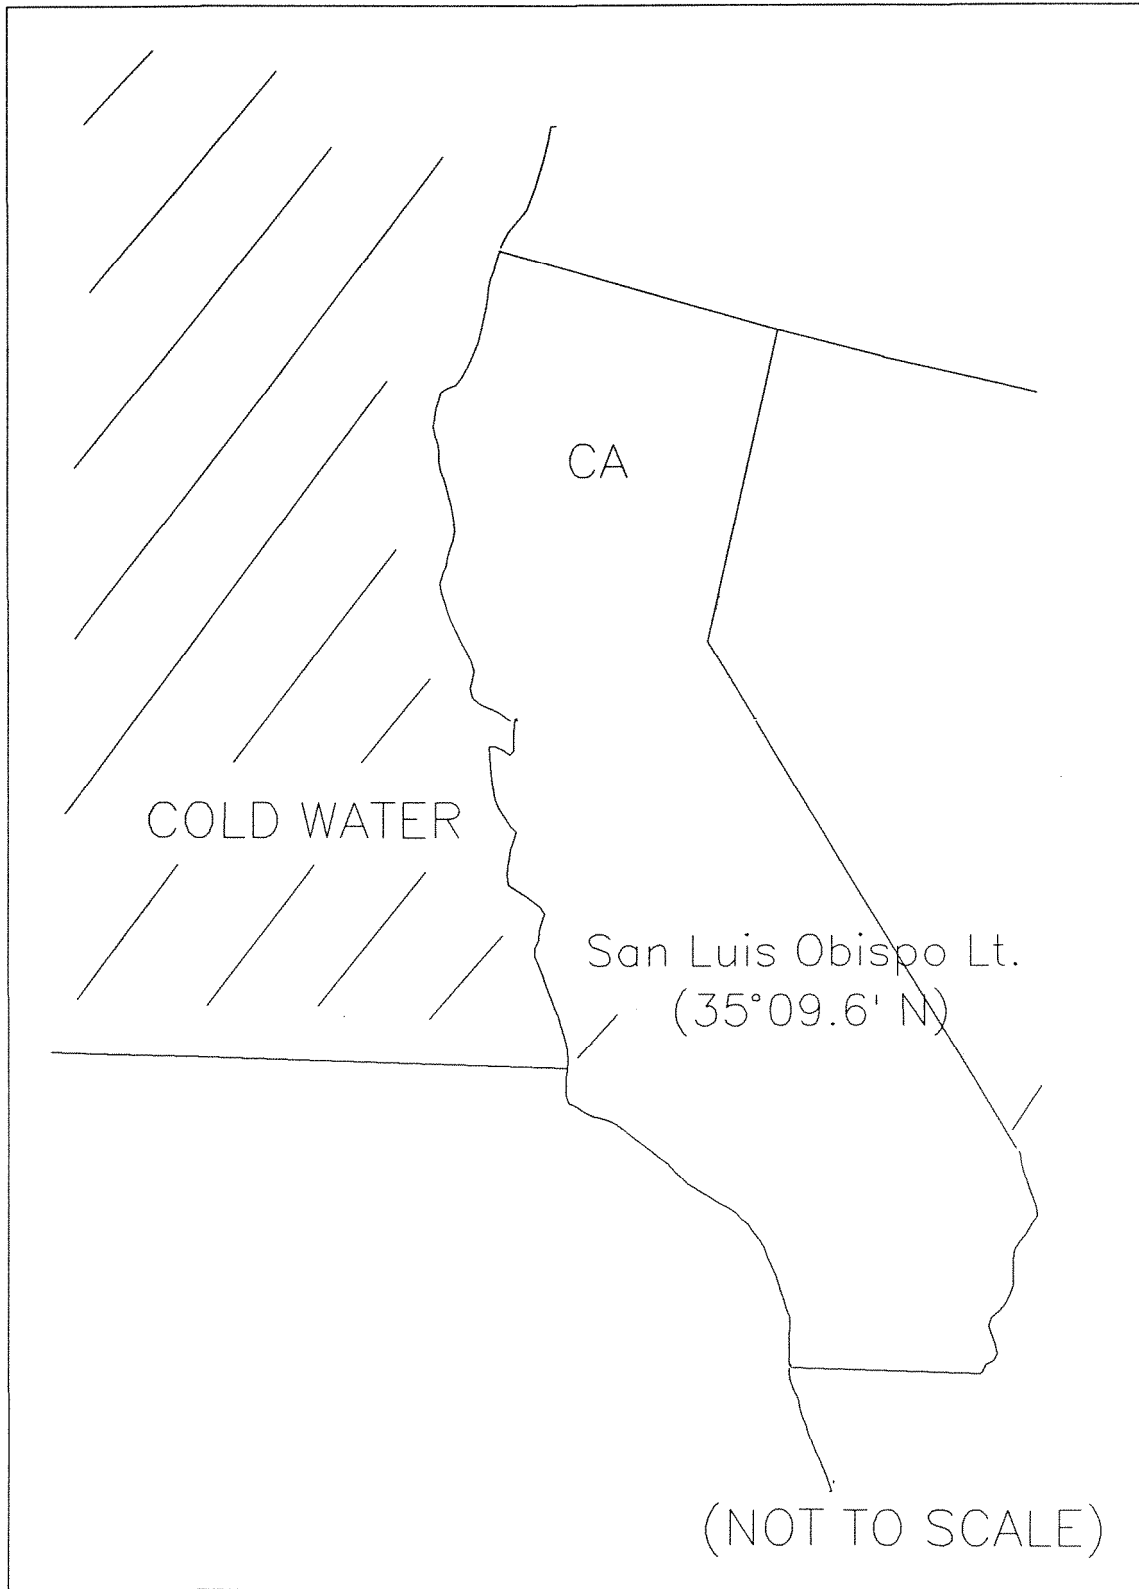 CA
COLD WATER
San Luis Obispo Lt.
(35°09.6' N)
(NOT TO SCALE)